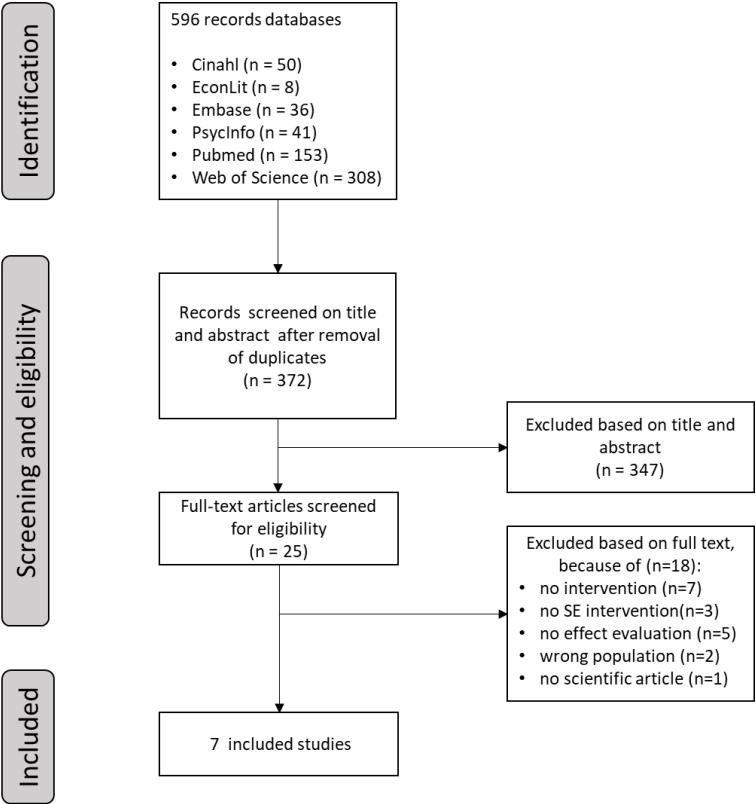 Identification
596 records databases
• Cinahl (n = 50)
• EconLit (n = 8)
• Embase (n = 36)
• PsycInfo (n = 41)
• Pubmed (n = 153)
• Web of Science (n = 308)
Screening and eligibility
Records screened on title
and abstract after removal
of duplicates
(n = 372)
Excluded based on title and
abstract
(n = 347)
Full-text articles screened
for eligibility
(n = 25)
Excluded based on full text,
because of (n=18):
• no intervention (n=7)
• no SE intervention(n=3)
• no effect evaluation (n=5)
• wrong population (n=2)
• no scientific article (n=1)
Included
7 included studies